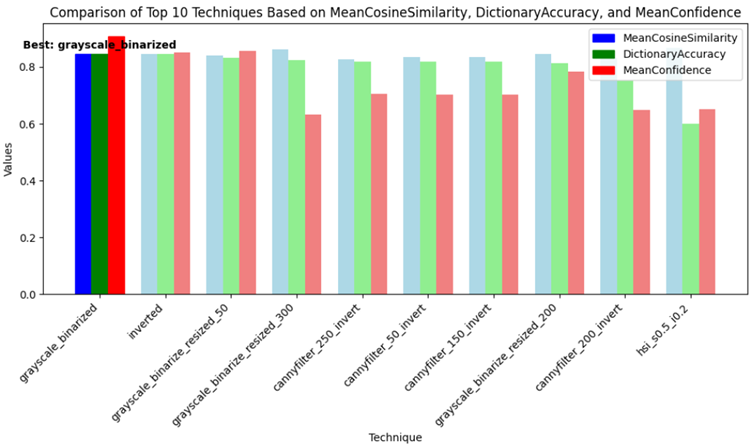 Comparison of Top 10 Techniques Based on MeanCosineSimilarity, DictionaryAccuracy, and MeanConfidence
Best: grayscale_binarized
MeanCosineSimilarity
DictionaryAccuracy
MeanConfidence
Values
0.8
0.6
0.4
0.2
0.0
grayscale_binarized
inverted
grayscale_binarize_resized_50
grayscale_binarize_resized_300
cannyfilter_250_invert
cannyfilter_50_invert
cannyfilter_150_invert
grayscale_binarize_resized_200
cannyfilter_200_invert
hsi_s0.5_i0.2
Technique